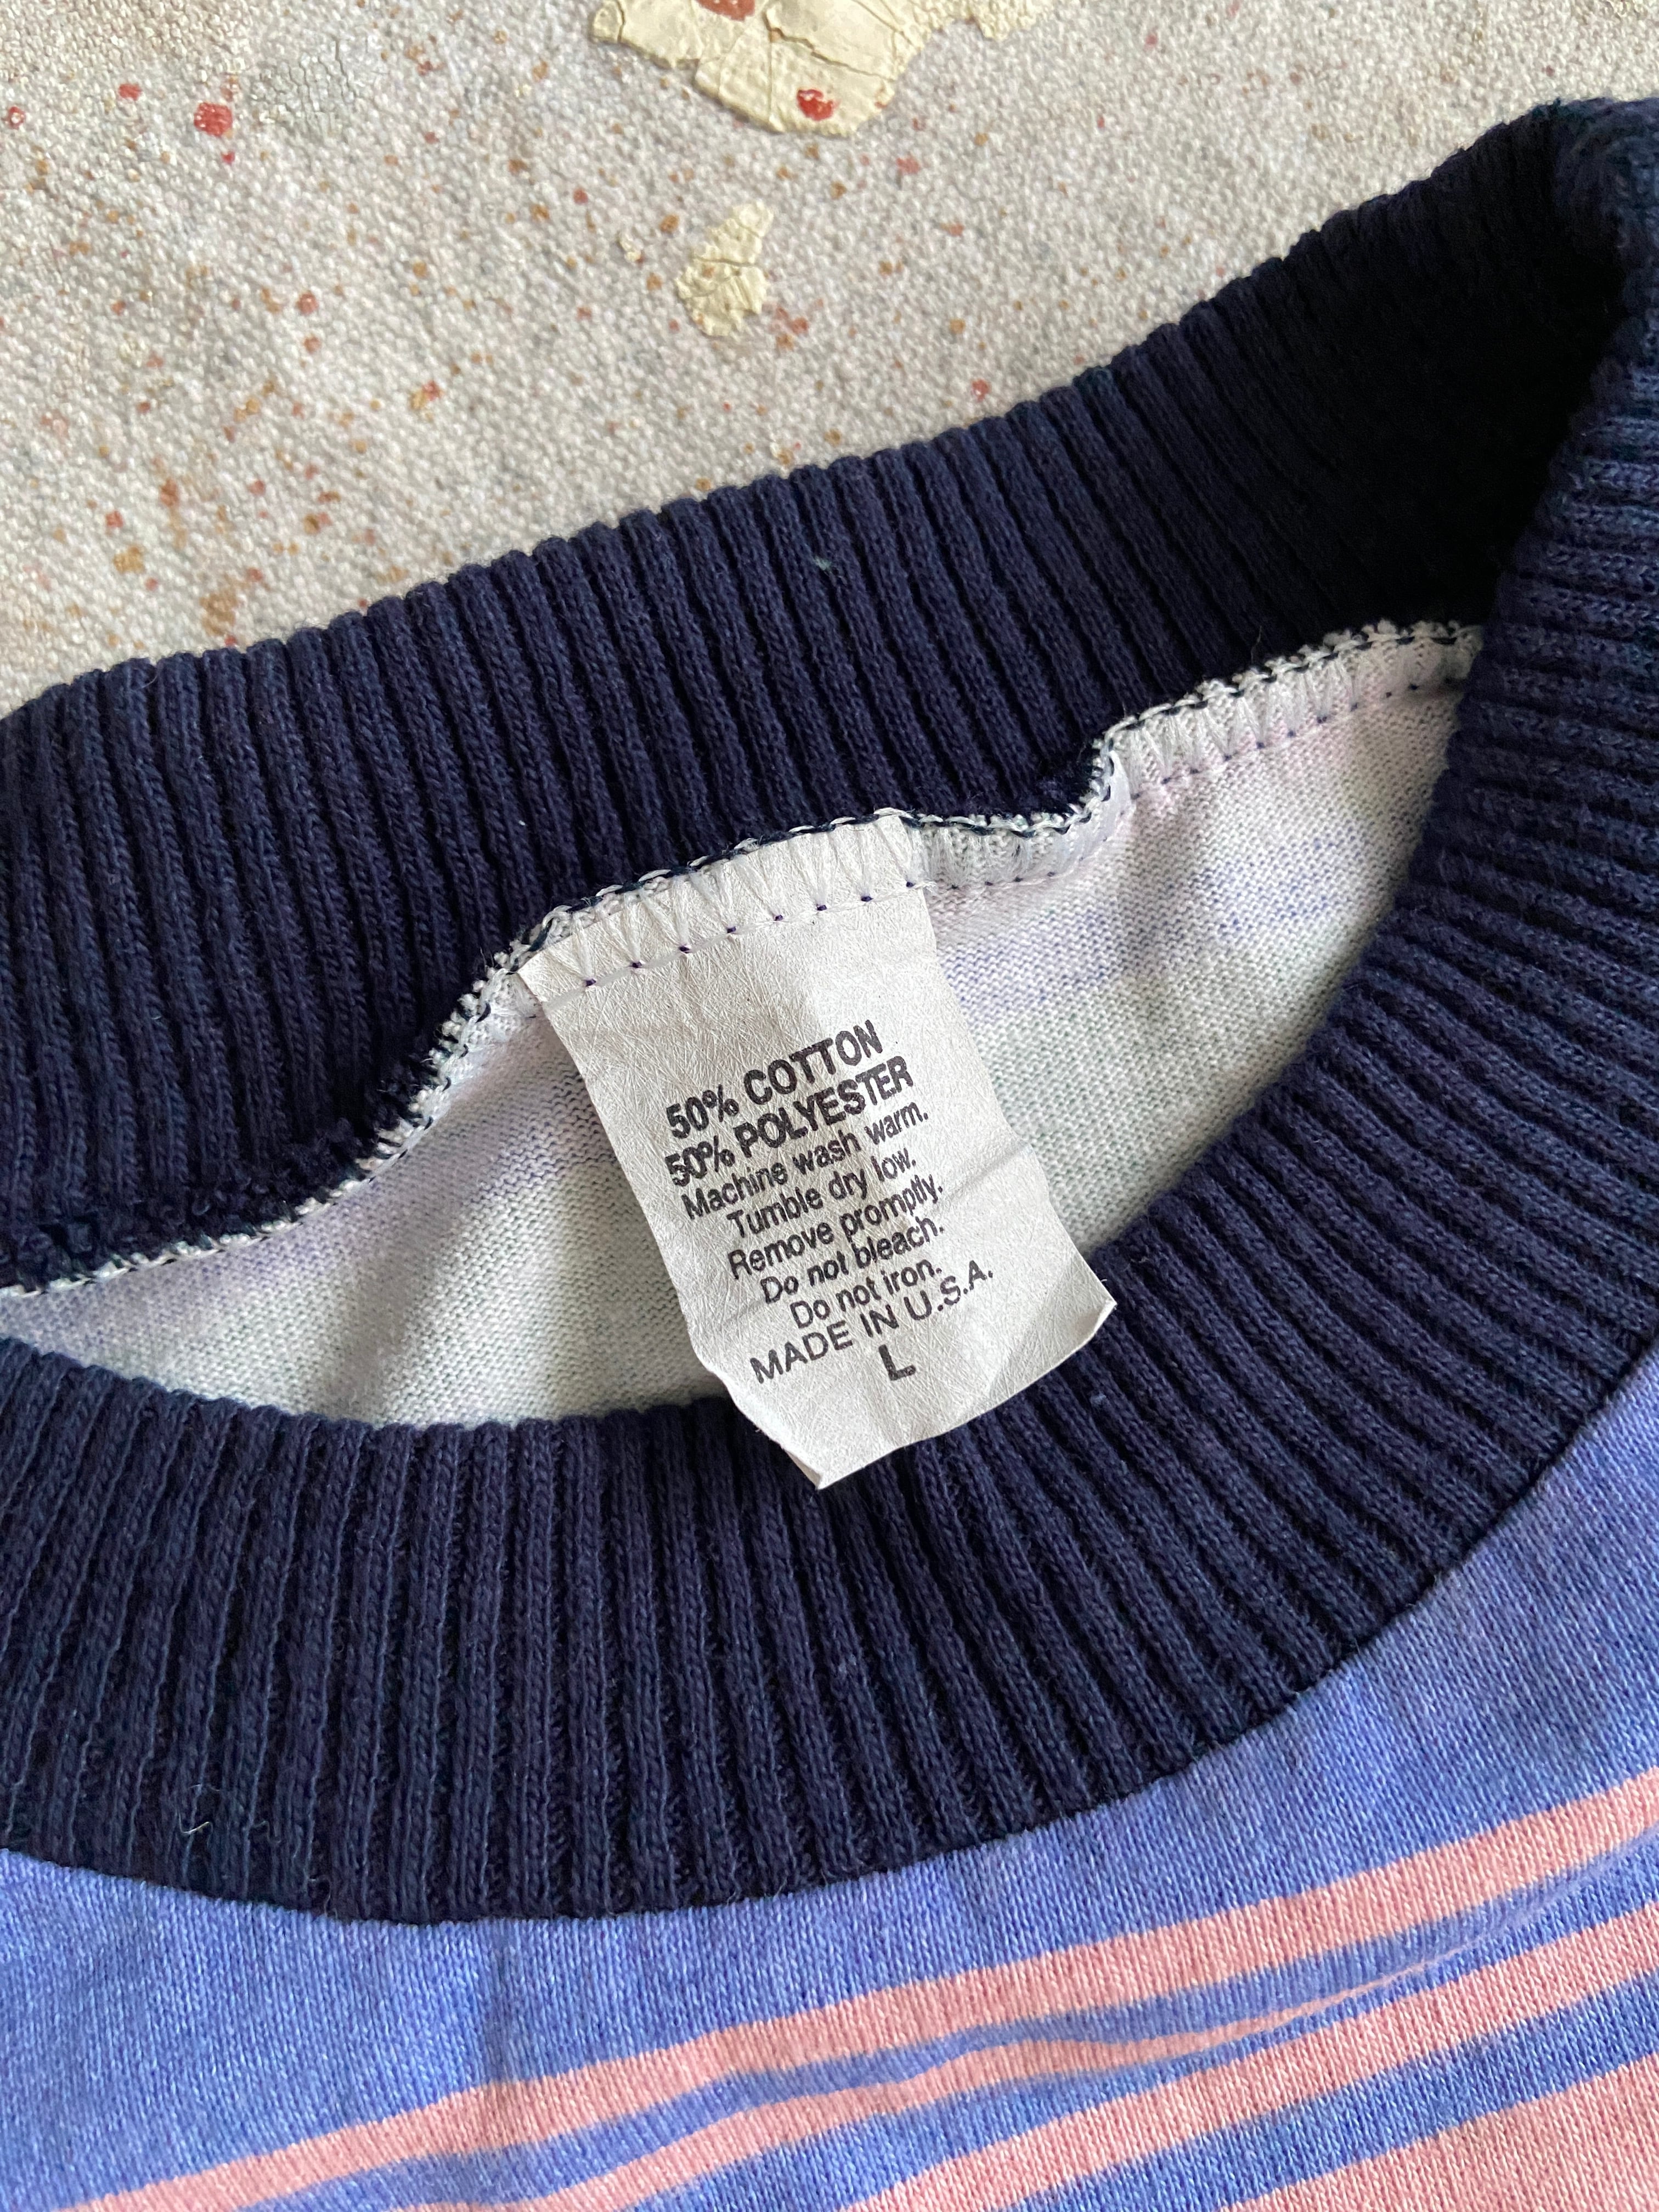 50% COTTON
50% POLYESTER
Machine wash warm.
Tumble dry low.
Remove promptly.
Do not bleach.
Do not iron.
MADE IN U.S.A.
L